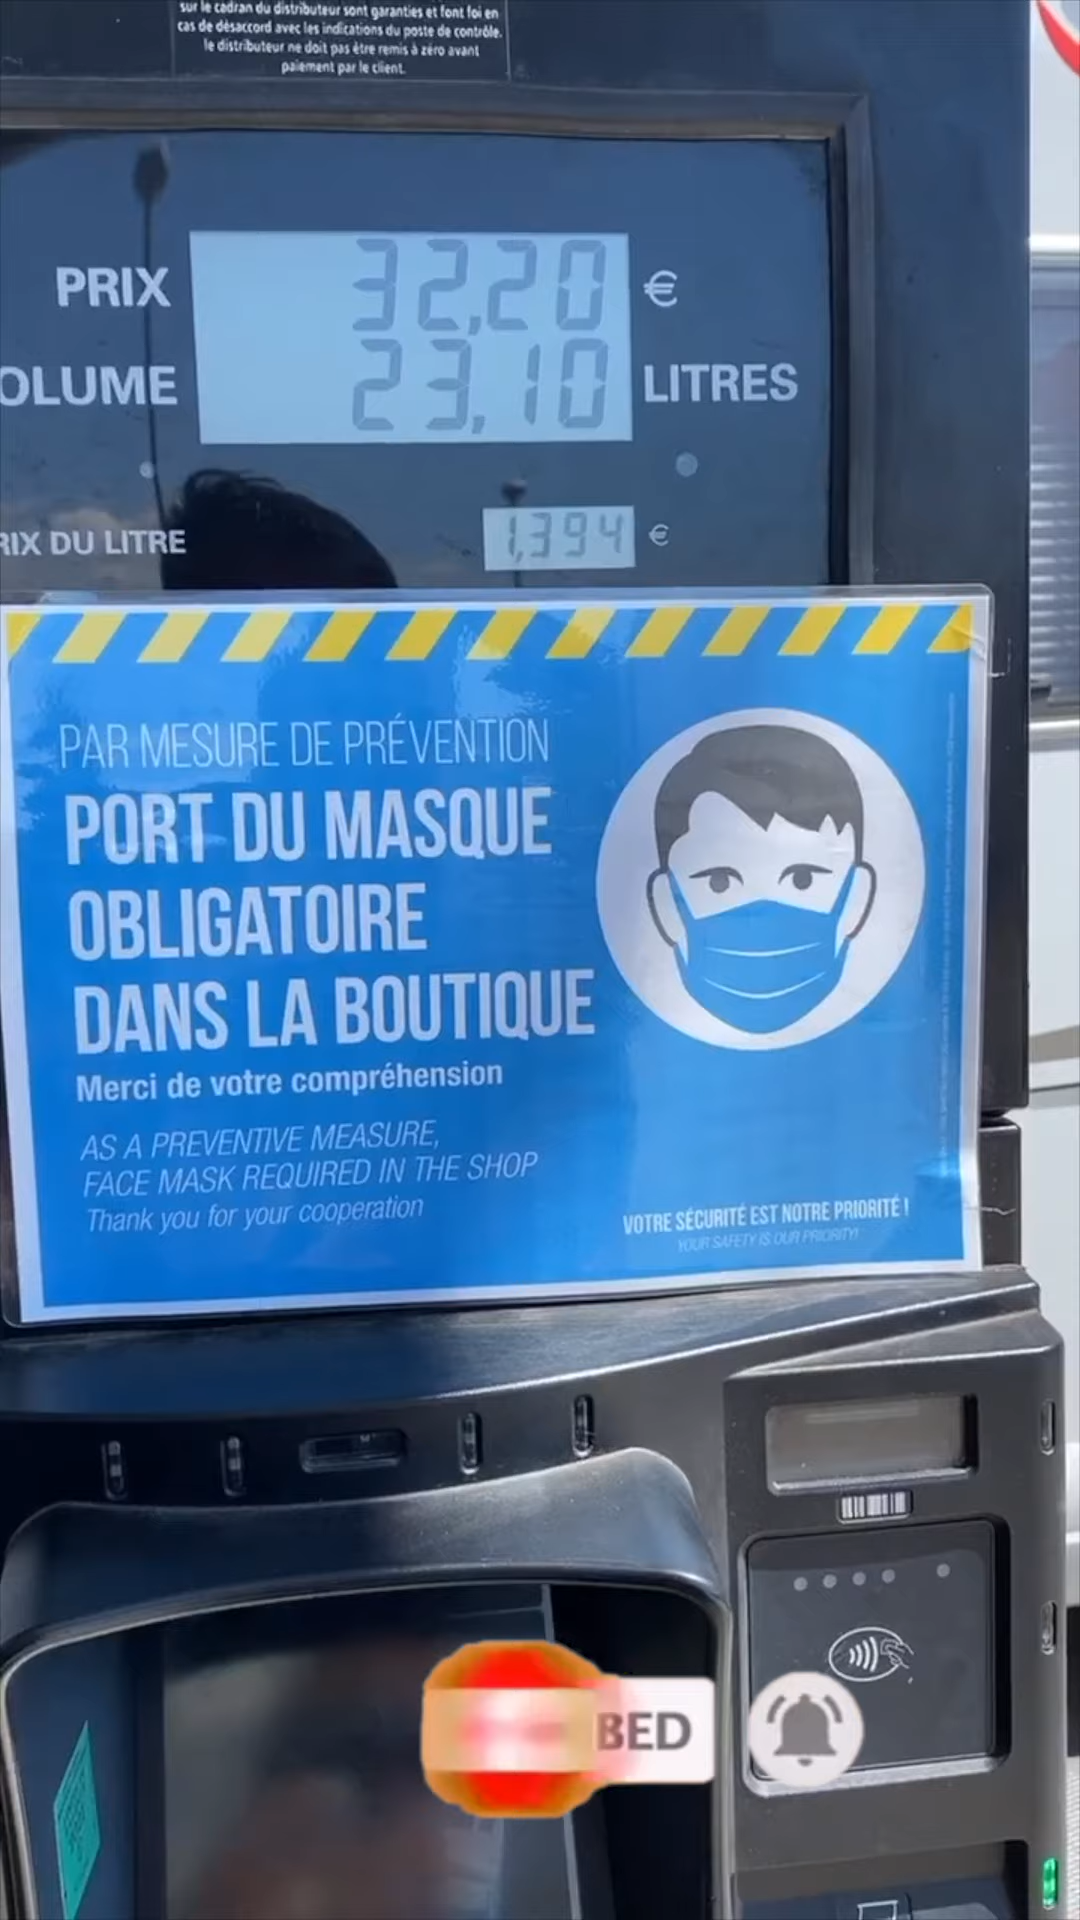 sur le cadran du distributeur sont garanties et font foi en
cas de désaccord avec les indications du poste de contrôle.
le distributeur ne doit pas être remis à zéro avant
paiement par le client.
PRIX 32,20 €
OLUME 23,10 LITRES
RIX DU LITRE 1,394 €
PAR MESURE DE PRÉVENTION
PORT DU MASQUE
OBLIGATOIRE
DANS LA BOUTIQUE
Merci de votre compréhension
AS A PREVENTIVE MEASURE,
FACE MASK REQUIRED IN THE SHOP
Thank you for your cooperation
VOTRE SÉCURITÉ EST NOTRE PRIORITÉ !
YOUR SAFETY IS OUR PRIORITY!
BED